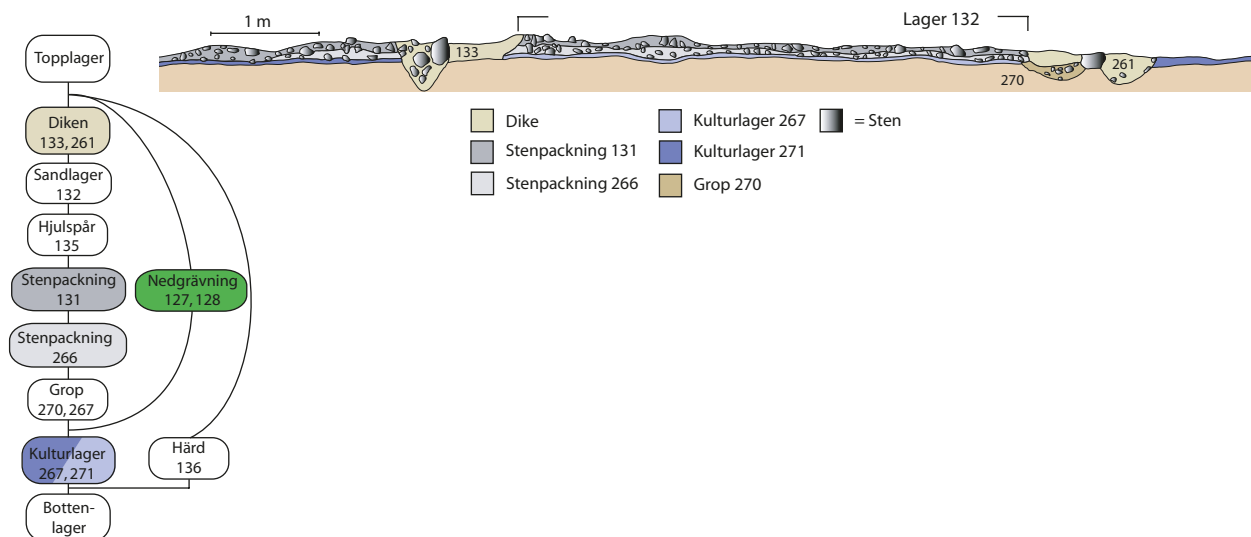 1 m
Lager 132
133
261
270
Topplager
Diken
133, 261
Sandlager
132
Hjulspår
135
Stenpackning
131
Nedgrävning
127, 128
Stenpackning
266
Grop
270, 267
Kulturlager
267, 271
Härd
136
Botten-
lager
Dike
Stenpackning 131
Stenpackning 266
Kulturlager 267
Kulturlager 271
Grop 270
= Sten